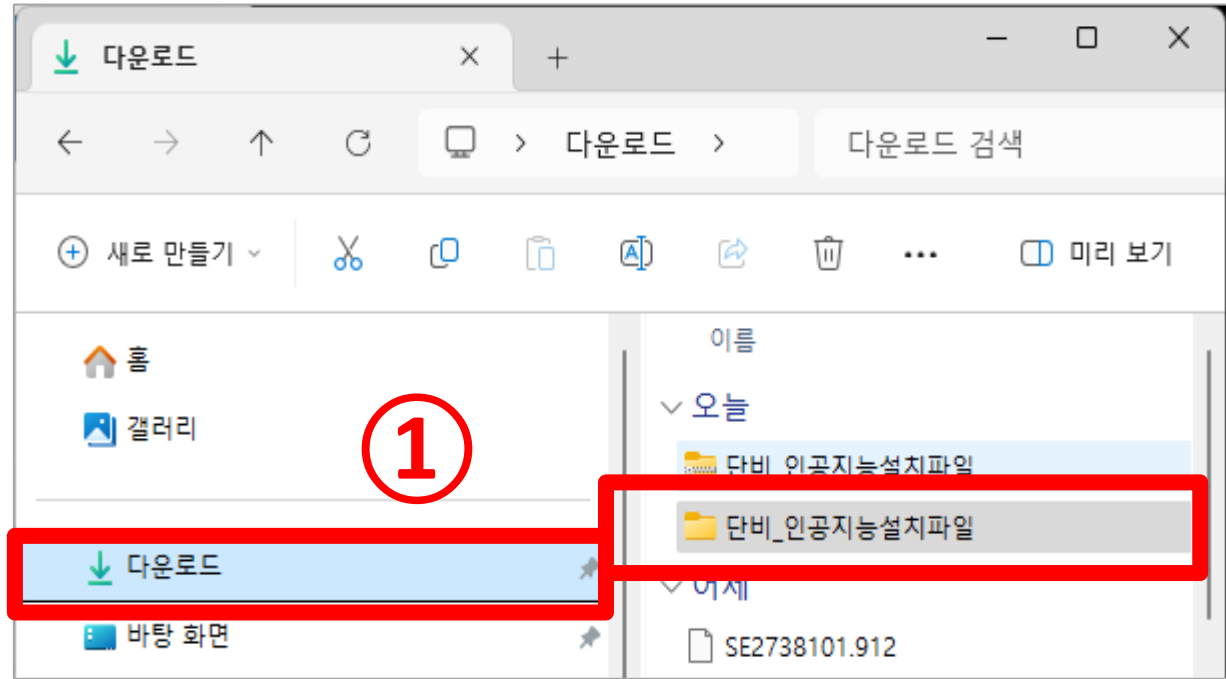 다운로드
다운로드
다운로드 검색
새로 만들기
미리 보기
홈
갤러리
①
다운로드
바탕 화면
이름
오늘
단비_인공지능설치파일
단비_인공지능설치파일
어제
SE2738101.912